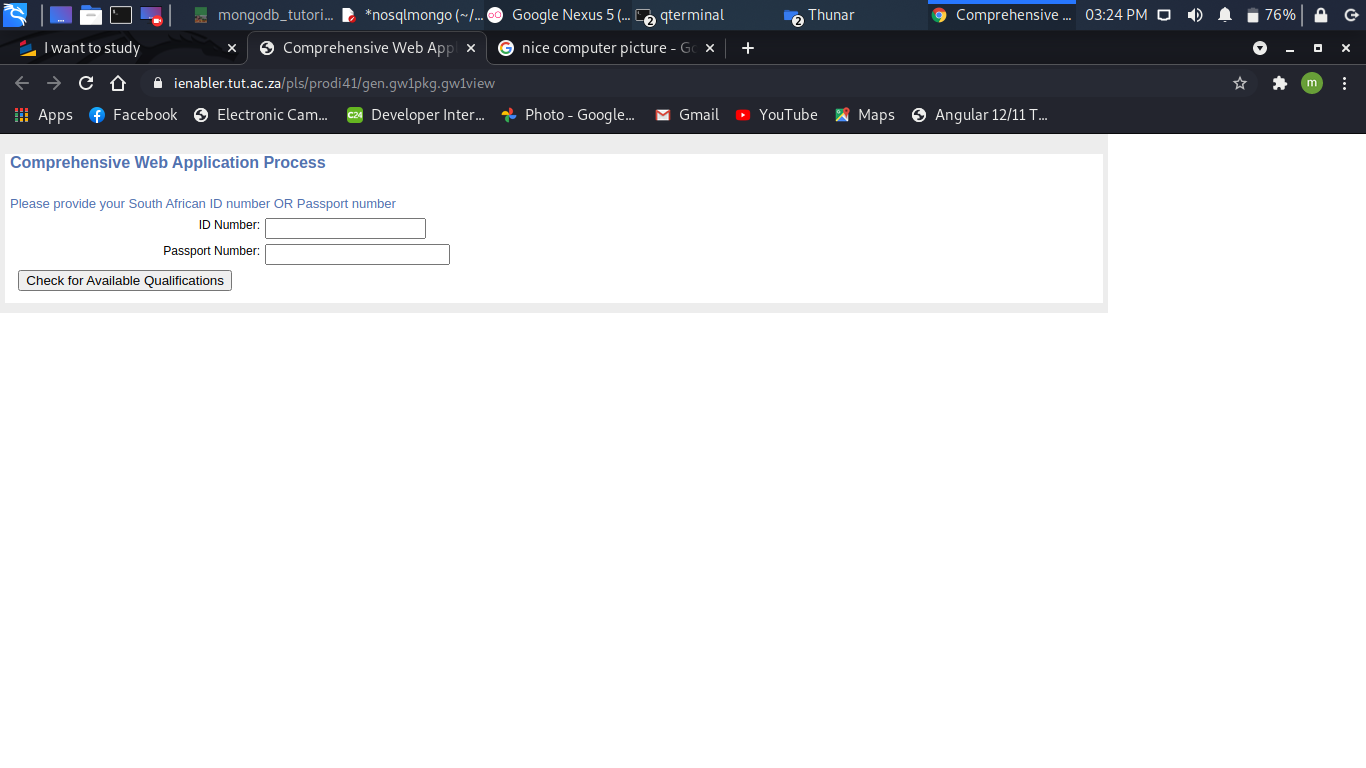 mongodb_tutori... *nosqlmongo (~/... Google Nexus 5 (... 2 qterminal 2 Thunar Comprehensive ... 03:24 PM 76%
I want to study Comprehensive Web Appl nice computer picture - Go
ienabler.tut.ac.za/pls/prodi41/gen.gw1pkg.gw1view m
Apps Facebook Electronic Cam... C24 Developer Inter... Photo - Google... Gmail YouTube Maps Angular 12/11 T...
Comprehensive Web Application Process
Please provide your South African ID number OR Passport number
ID Number:
Passport Number:
Check for Available Qualifications